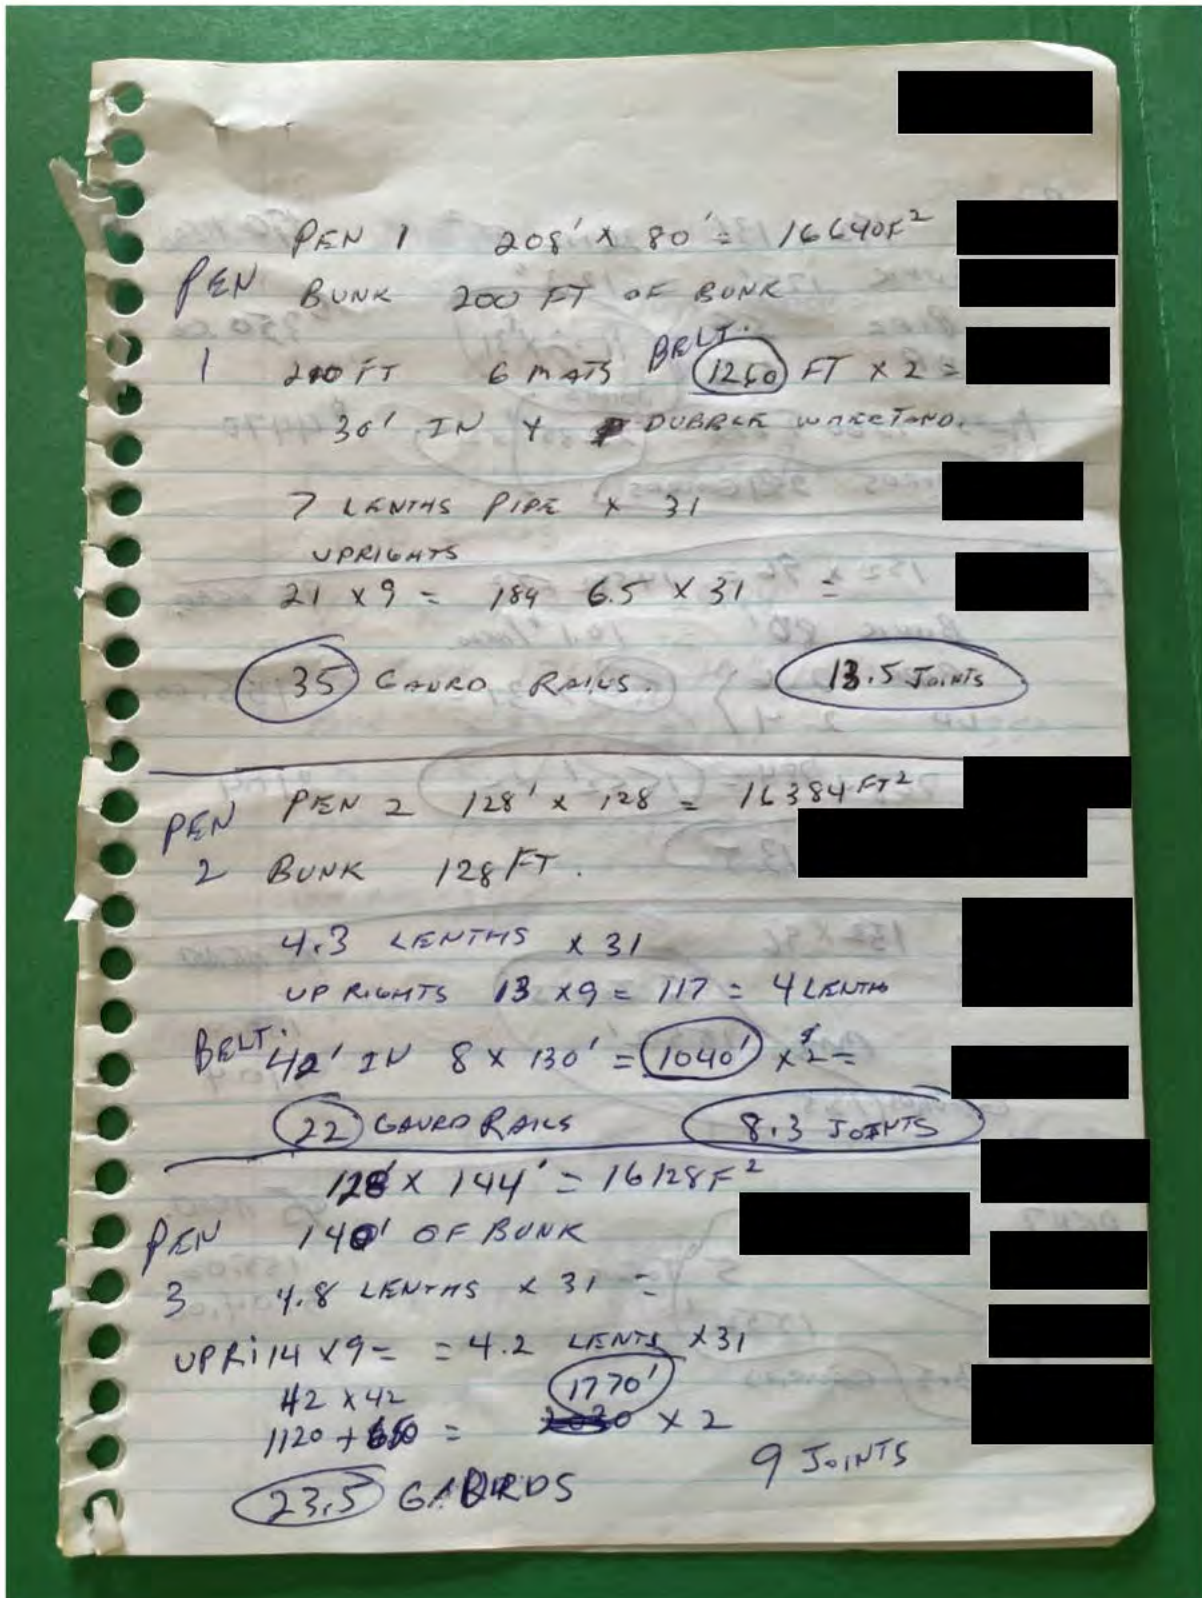 PEN 1 208' x 80' = 16640F²
PEN BUNK 200 FT OF BUNK
BELT.
1 200 FT 6 MATS 1260 FT x 2 =
30' IN x DUBBLE
7 LENTHS PIPE x 31
UPRIGHTS
21 x 9 = 189 6.5 x 31 =
35 GAURD RAILS. 13.5 JOINTS
PEN 2 128' x 128 = 16384 FT²
PEN
2 BUNK 128 FT.
4.3 LENTHS x 31
UP RIGHTS 13 x 9 = 117 = 4 LENTHS
BELT. 42' IN 8 x 130' = 1040' x 2 =
22 GAURD RAILS 8.3 JOINTS
128' x 144' = 16128F²
PEN 140' OF BUNK
3 4.8 LENTHS x 31 =
UPRI 14 x 9 = = 4.2 LENTS x 31
42 x 42 1770'
1120 + 650 = x 2
9 JOINTS
23.5 GAURDS